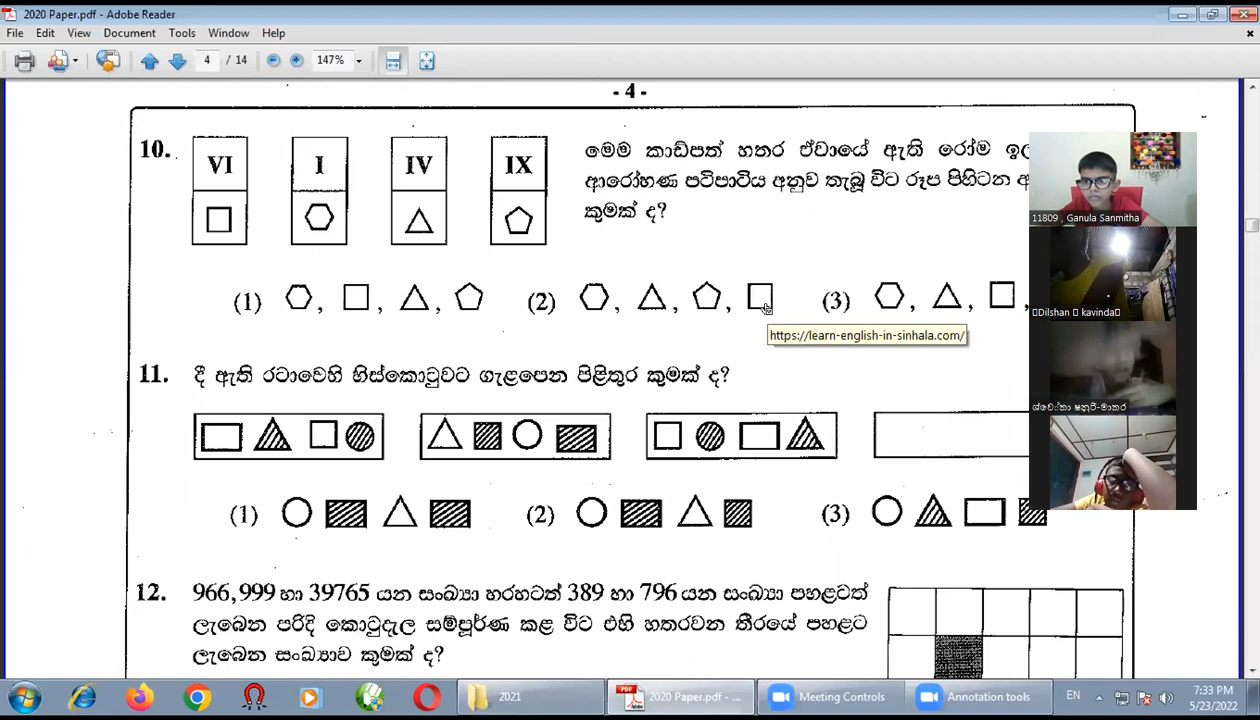 2020 Paper.pdf - Adobe Reader
File Edit View Document Tools Window Help
4 / 14 147%
- 4 -
10. VI I IV IX
මෙම කාඩ්පත් හතර ඒවායේ ඇති රෝම
ආරෝහණ පටිපාටිය අනුව තැබූ විට රූප පිහිටන
කුමක් ද?
(1) (2) (3)
https://learn-english-in-sinhala.com/
11. දී ඇති රටාවෙහි හිස්කොටුවට ගැළපෙන පිළිතුර කුමක් ද?
(1) (2) (3)
12. 966,999 හා 39765 යන සංඛ්‍යා හරහටත් 389 හා 796 යන සංඛ්‍යා පහළටත්
ලැබෙන පරිදි කොටුදැල සම්පූර්ණ කළ විට එහි හතරවන තීරයේ පහළට
ලැබෙන සංඛ්‍යාව කුමක් ද?
11809 , Ganula Sanmitha
Dilshan kavinda
2021
2020 Paper.pdf - ...
Meeting Controls
Annotation tools
EN
7:33 PM
5/23/2022